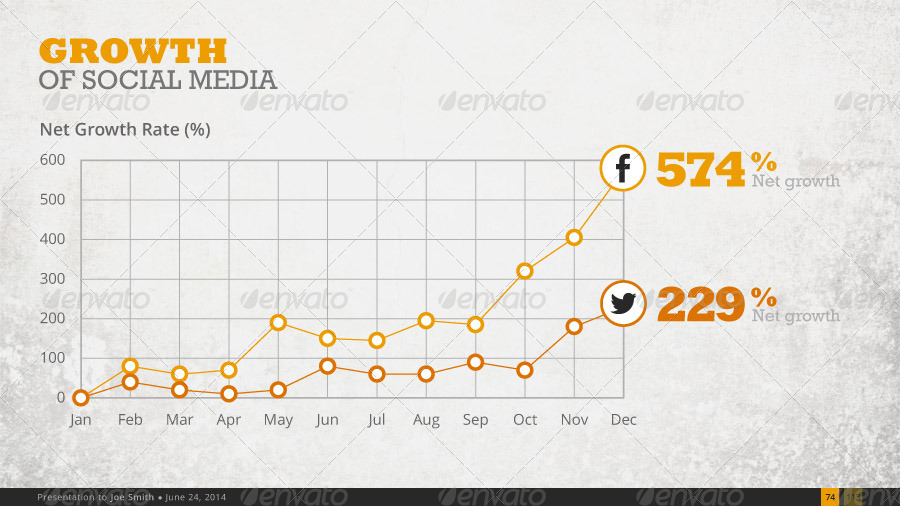 GROWTH
OF SOCIAL MEDIA
Net Growth Rate (%)
600
500
400
300
200
100
0
Jan Feb Mar Apr May Jun Jul Aug Sep Oct Nov Dec
574%
Net growth
229%
Net growth
envato envato envato envato envato
envato envato envato envato envato
Presentation to Joe Smith • June 24, 2014
74
envato envato envato envato envato